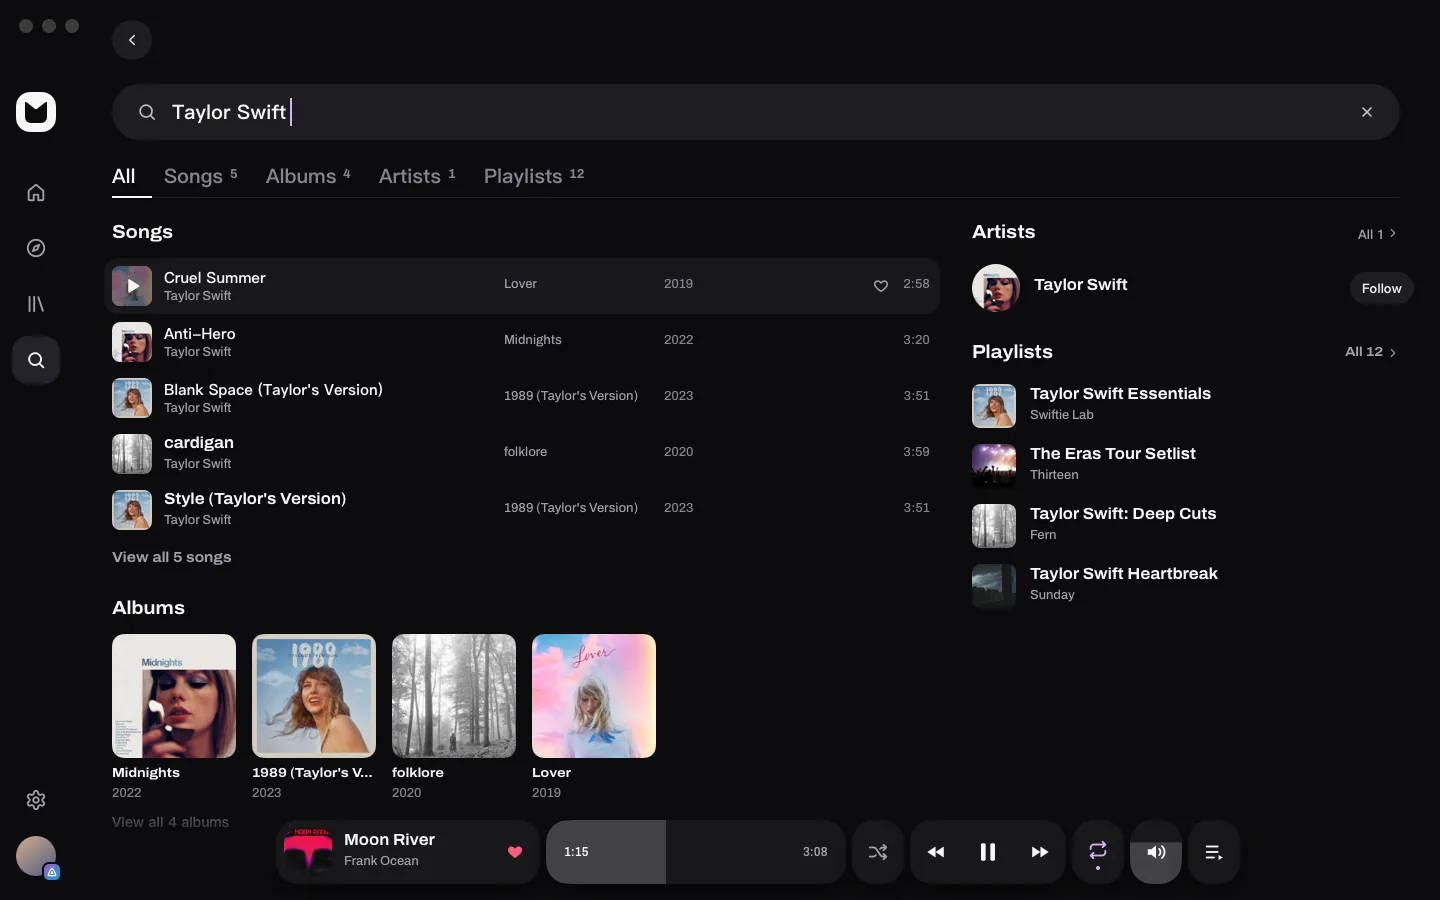 Taylor Swift
All
Songs 5
Albums 4
Artists 1
Playlists 12
Songs
Cruel Summer
Taylor Swift
Lover
2019
2:58
Anti-Hero
Taylor Swift
Midnights
2022
3:20
Blank Space (Taylor's Version)
Taylor Swift
1989 (Taylor's Version)
2023
3:51
cardigan
Taylor Swift
folklore
2020
3:59
Style (Taylor's Version)
Taylor Swift
1989 (Taylor's Version)
2023
3:51
View all 5 songs
Artists
All 1
Taylor Swift
Follow
Playlists
All 12
Taylor Swift Essentials
Swiftie Lab
The Eras Tour Setlist
Thirteen
Taylor Swift: Deep Cuts
Fern
Taylor Swift Heartbreak
Sunday
Albums
Midnights
1989
Lover
Midnights
2022
1989 (Taylor's V...
2023
folklore
2020
Lover
2019
View all 4 albums
Moon River
Frank Ocean
1:15
3:08